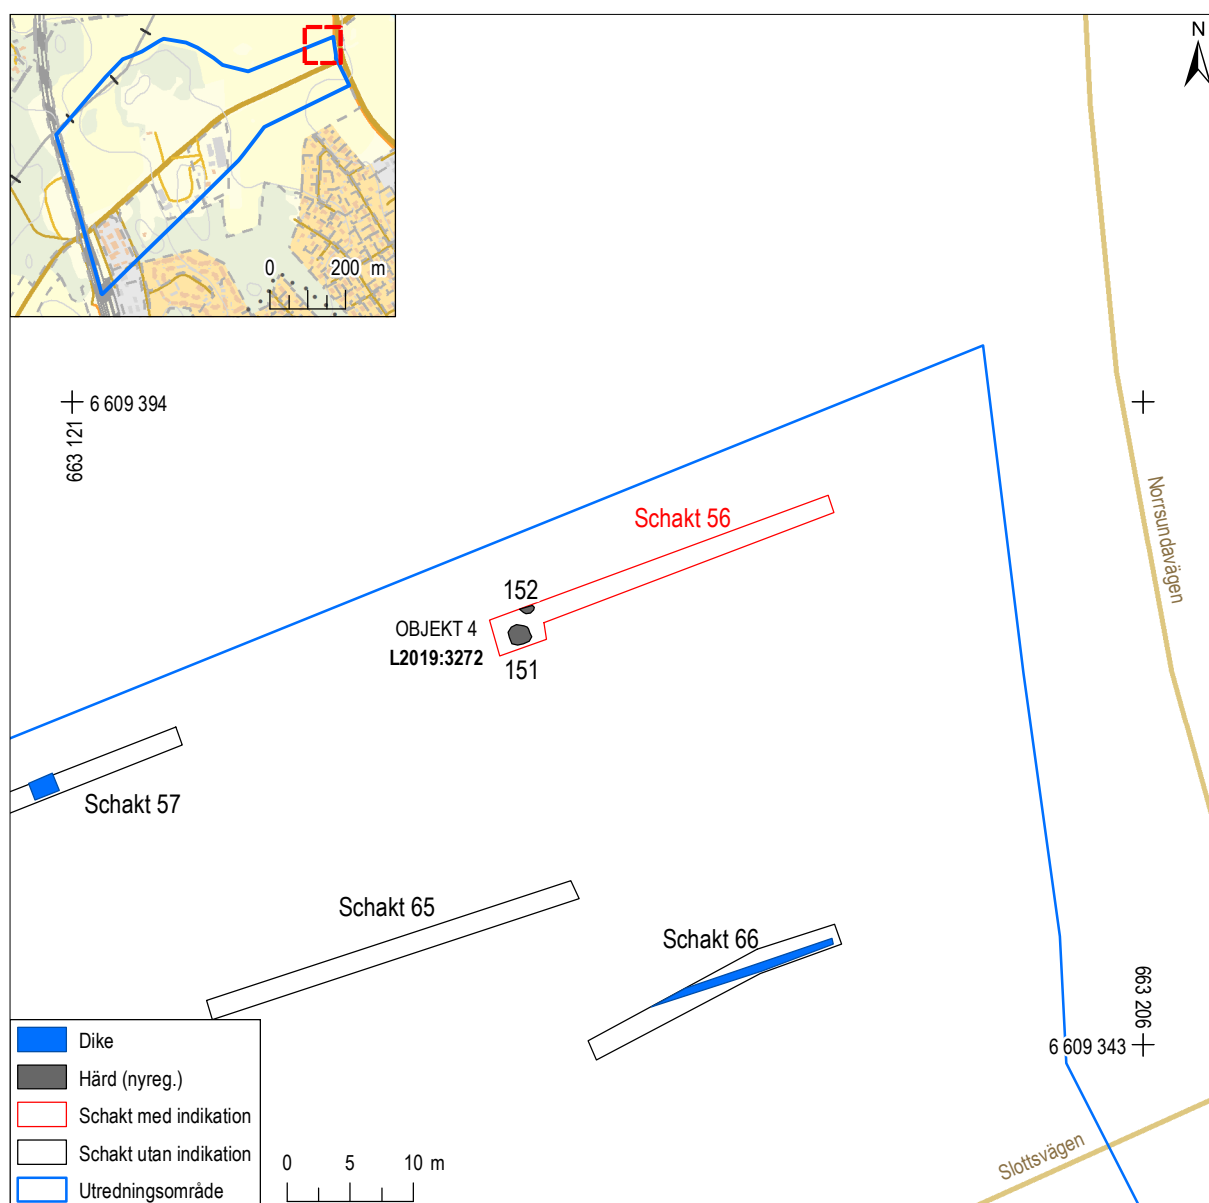 N
0 200 m
6 609 394
663 121
Norrsundavägen
Schakt 56
152
OBJEKT 4
L2019:3272
151
Schakt 57
Schakt 65
Schakt 66
663 206
6 609 343
Slottsvägen
Dike
Härd (nyreg.)
Schakt med indikation
Schakt utan indikation
Utredningsområde
0 5 10 m